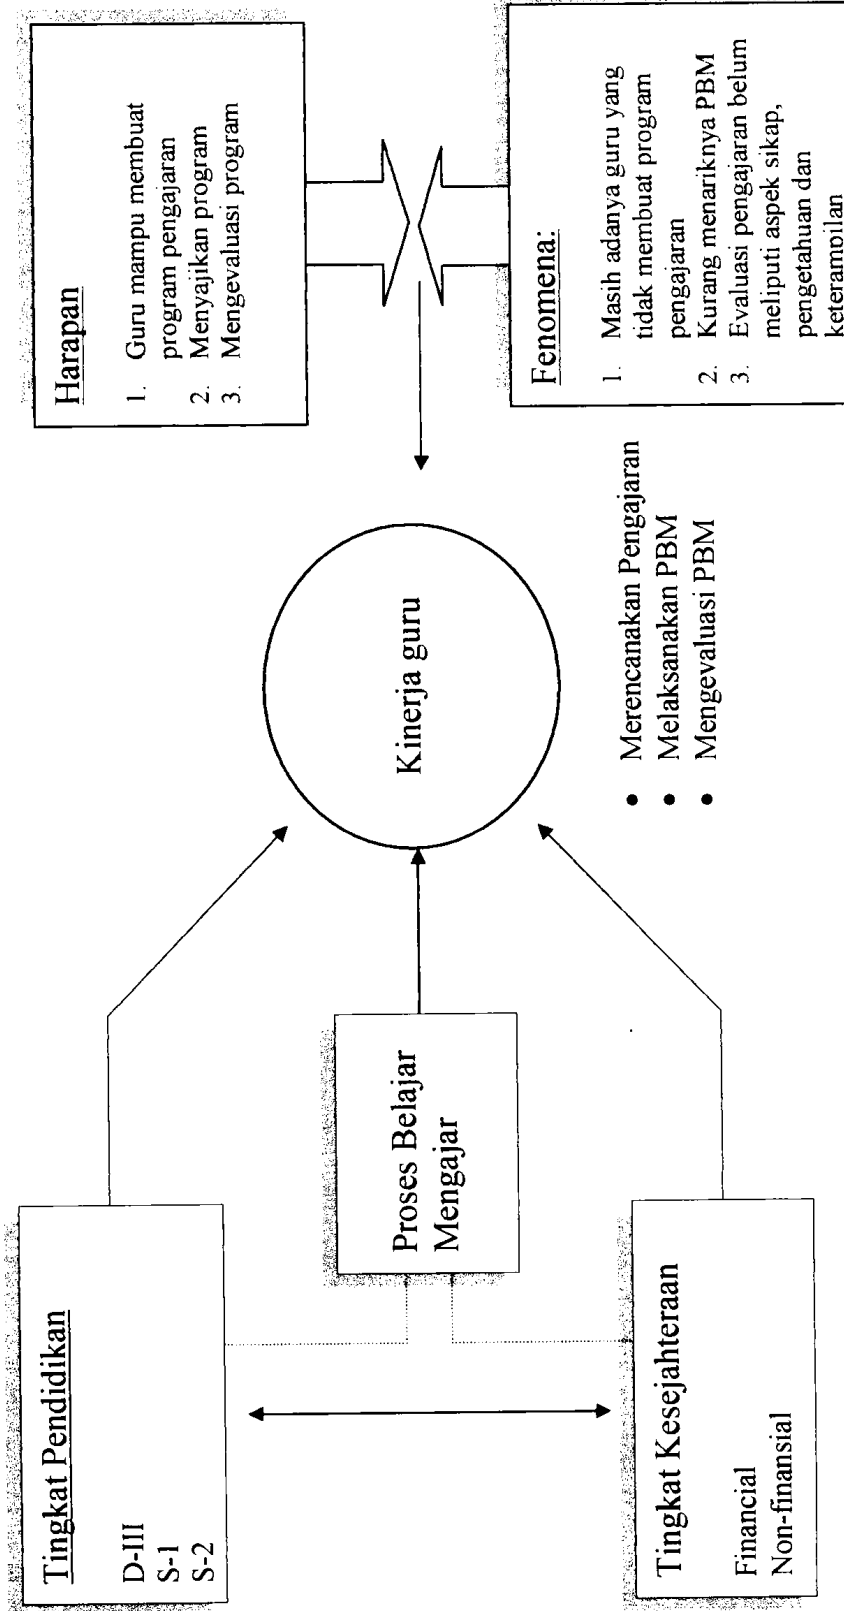 Tingkat Pendidikan
D-III
S-1
S-2
Proses Belajar
Mengajar
Tingkat Kesejahteraan
Financial
Non-finansial
Kinerja guru
● Merencanakan Pengajaran
● Melaksanakan PBM
● Mengevaluasi PBM
Harapan
1. Guru mampu membuat
program pengajaran
2. Menyajikan program
3. Mengevaluasi program
Fenomena:
1. Masih adanya guru yang
tidak membuat program
pengajaran
2. Kurang menariknya PBM
3. Evaluasi pengajaran belum
meliputi aspek sikap,
pengetahuan dan
keterampilan